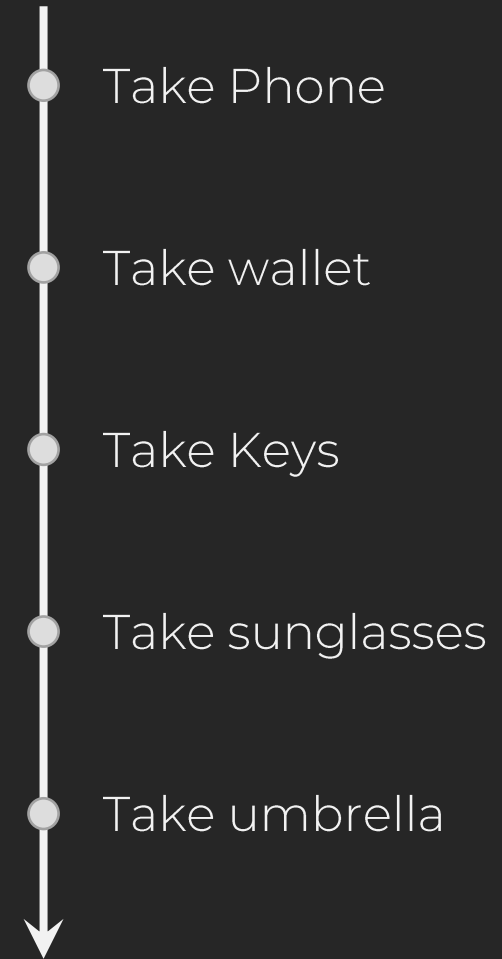 Take Phone
Take wallet
Take Keys
Take sunglasses
Take umbrella